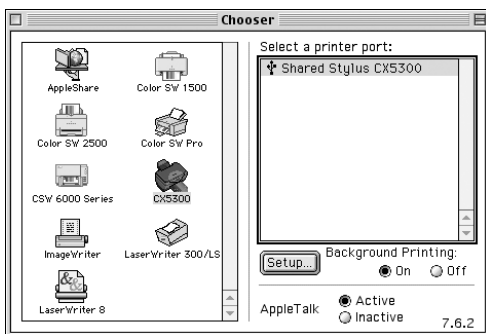 Chooser
AppleShare
Color SW 1500
Color SW 2500
Color SW Pro
CSW 6000 Series
CX5300
ImageWriter
LaserWriter 300/LS
LaserWriter 8
Select a printer port:
Shared Stylus CX5300
Setup...
Background Printing:
On Off
AppleTalk
Active
Inactive
7.6.2